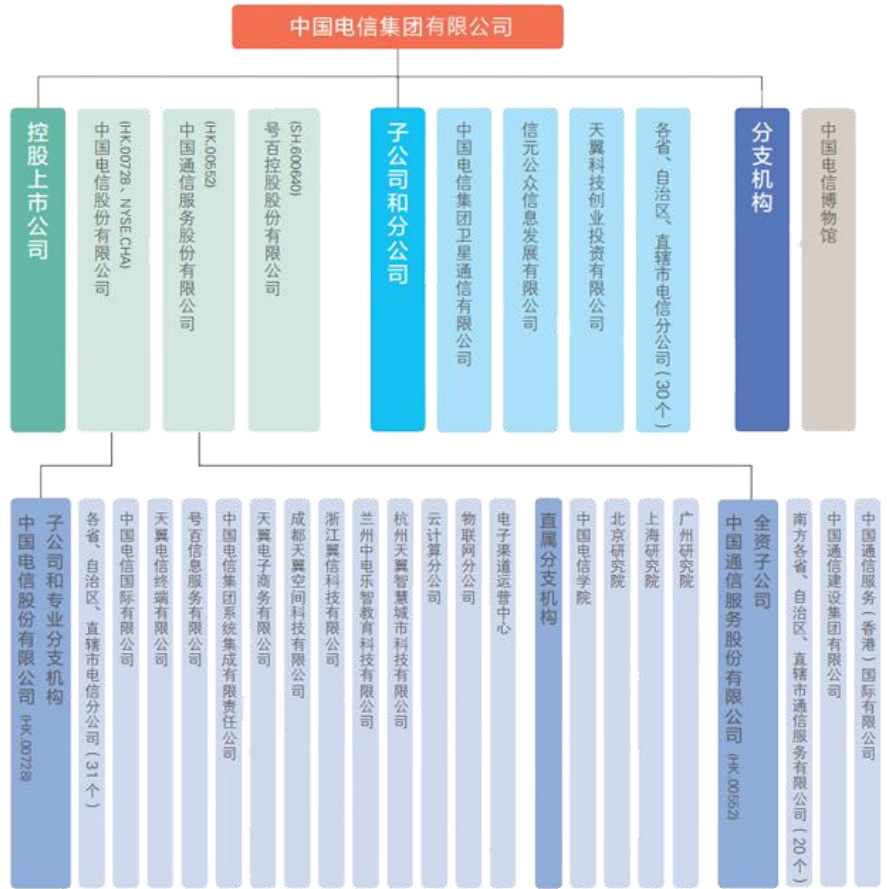 中国电信集团有限公司
控股上市公司
中国电信股份有限公司
(HK.00728、NYSE.CHA)
中国通信服务股份有限公司
(HK.00552)
号百控股股份有限公司
(SH.600640)
子公司和分公司
中国电信集团卫星通信有限公司
信元公众信息发展有限公司
天翼科技创业投资有限公司
各省、自治区、直辖市电信分公司(30个)
分支机构
中国电信博物馆
中国电信股份有限公司(HK.00728)
子公司和专业分支机构
各省、自治区、直辖市电信分公司(31个)
中国电信国际有限公司
天翼电信终端有限公司
号百信息服务有限公司
中国电信集团系统集成有限责任公司
天翼电子商务有限公司
成都天翼空间科技有限公司
浙江翼信科技有限公司
兰州中电乐智教育科技有限公司
杭州天翼智慧城市科技有限公司
云计算分公司
物联网分公司
电子渠道运营中心
直属分支机构
中国电信学院
北京研究院
上海研究院
广州研究院
中国通信服务股份有限公司(HK.00552)
全资子公司
南方各省、自治区、直辖市通信服务有限公司(20个)
中国通信建设集团有限公司
中国通信服务(香港)国际有限公司